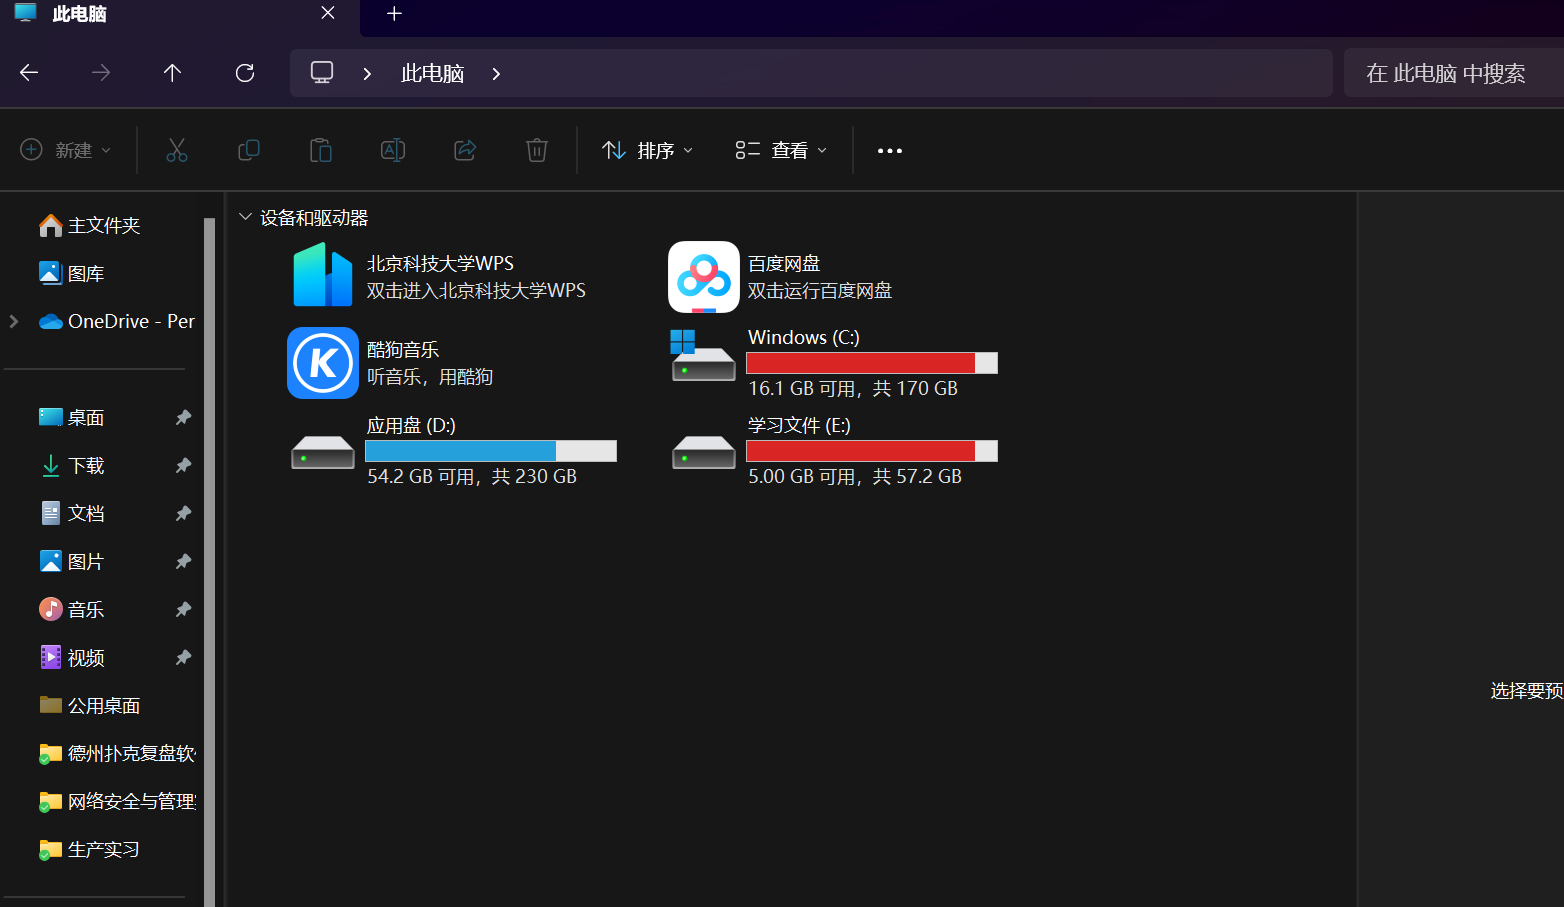 此电脑
此电脑
在 此电脑 中搜索
新建
排序
查看
主文件夹
图库
OneDrive - Per
桌面
下载
文档
图片
音乐
视频
公用桌面
德州扑克复盘软
网络安全与管理
生产实习
设备和驱动器
北京科技大学WPS
双击进入北京科技大学WPS
百度网盘
双击运行百度网盘
K
酷狗音乐
听音乐，用酷狗
Windows (C:)
16.1 GB 可用，共 170 GB
应用盘 (D:)
54.2 GB 可用，共 230 GB
学习文件 (E:)
5.00 GB 可用，共 57.2 GB
选择要预